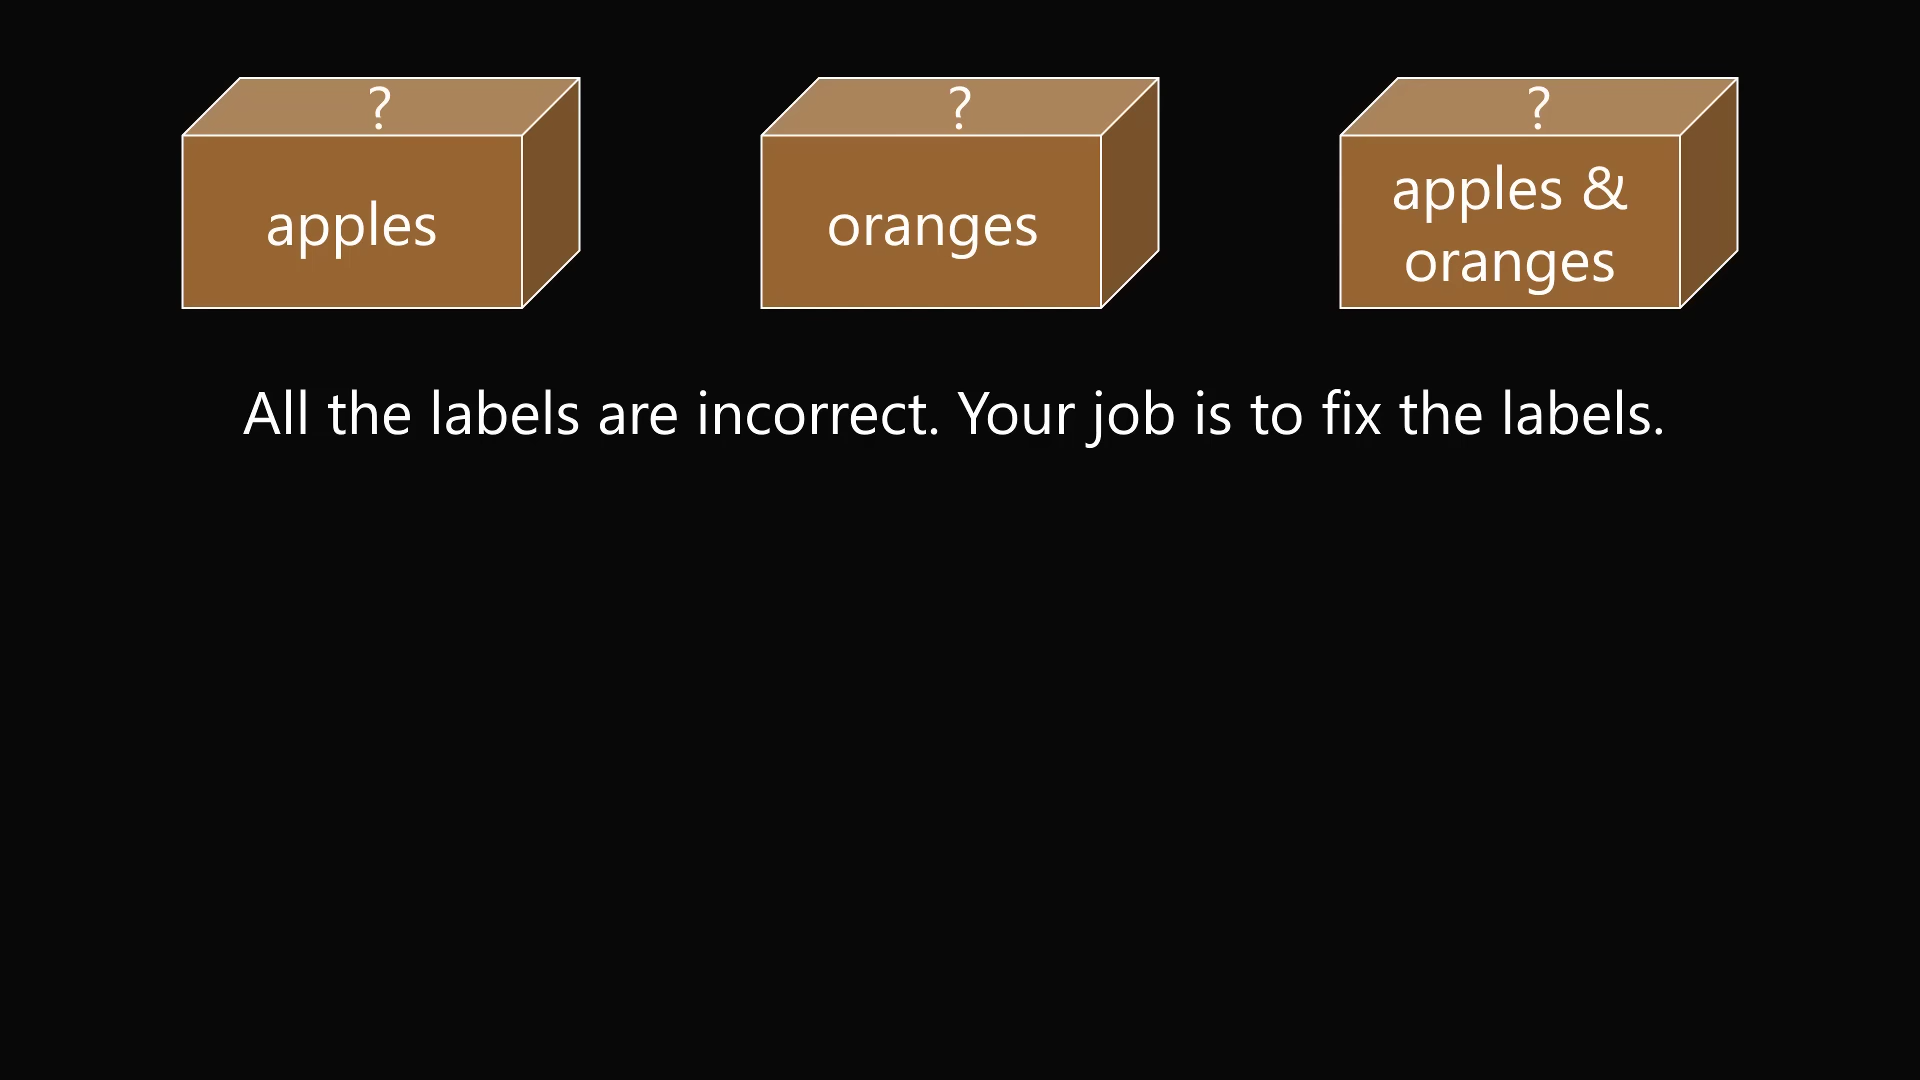 ? ? ?
apples oranges apples &
oranges
All the labels are incorrect. Your job is to fix the labels.